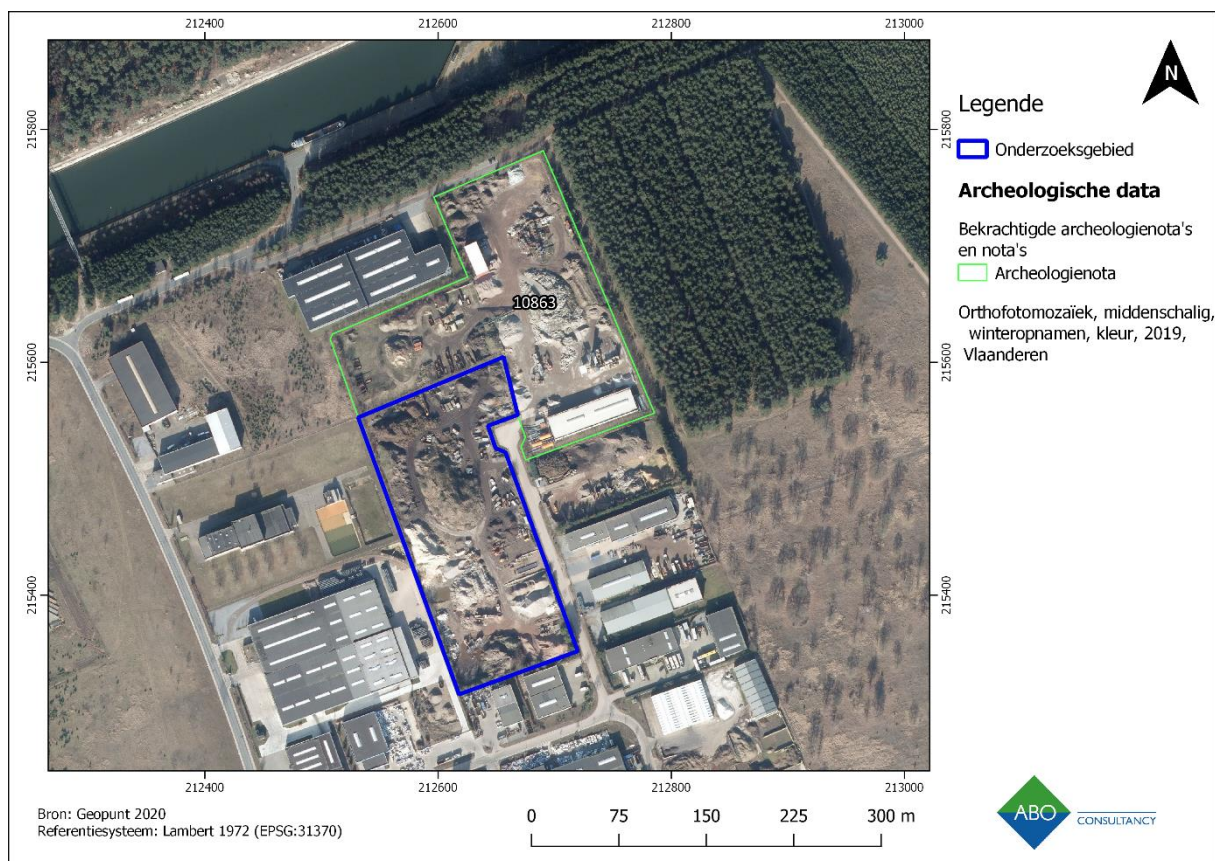 212400 212600 212800 213000
N
215800
215600
215400
215800
215600
215400
10863
Legende
Onderzoeksgebied
Archeologische data
Bekrachtigde archeologienota's
en nota's
Archeologienota
Orthofotomozaïek, middenschalig,
winteropnamen, kleur, 2019,
Vlaanderen
212400 212600 212800 213000
Bron: Geopunt 2020
Referentiesysteem: Lambert 1972 (EPSG:31370)
0 75 150 225 300 m
ABO
CONSULTANCY